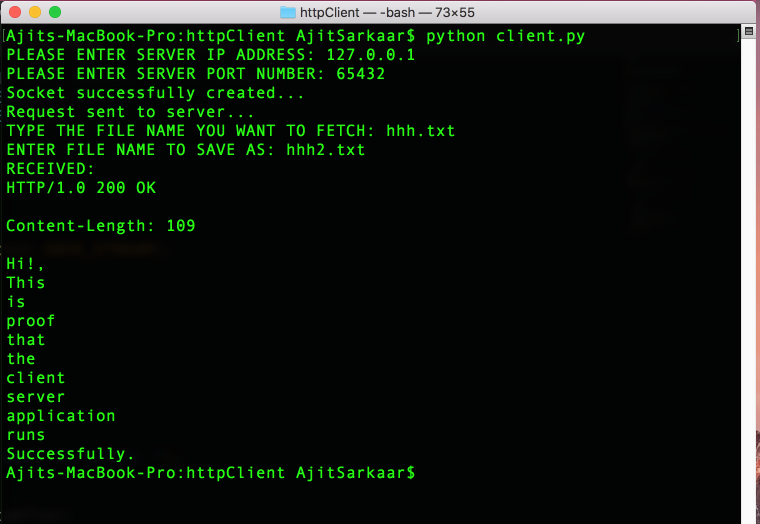 httpClient — -bash — 73×55
[Ajits-MacBook-Pro:httpClient AjitSarkaar$ python client.py ]
PLEASE ENTER SERVER IP ADDRESS: 127.0.0.1
PLEASE ENTER SERVER PORT NUMBER: 65432
Socket successfully created...
Request sent to server...
TYPE THE FILE NAME YOU WANT TO FETCH: hhh.txt
ENTER FILE NAME TO SAVE AS: hhh2.txt
RECEIVED:
HTTP/1.0 200 OK
Content-Length: 109
Hi!,
This
is
proof
that
the
client
server
application
runs
Successfully.
Ajits-MacBook-Pro:httpClient AjitSarkaar$